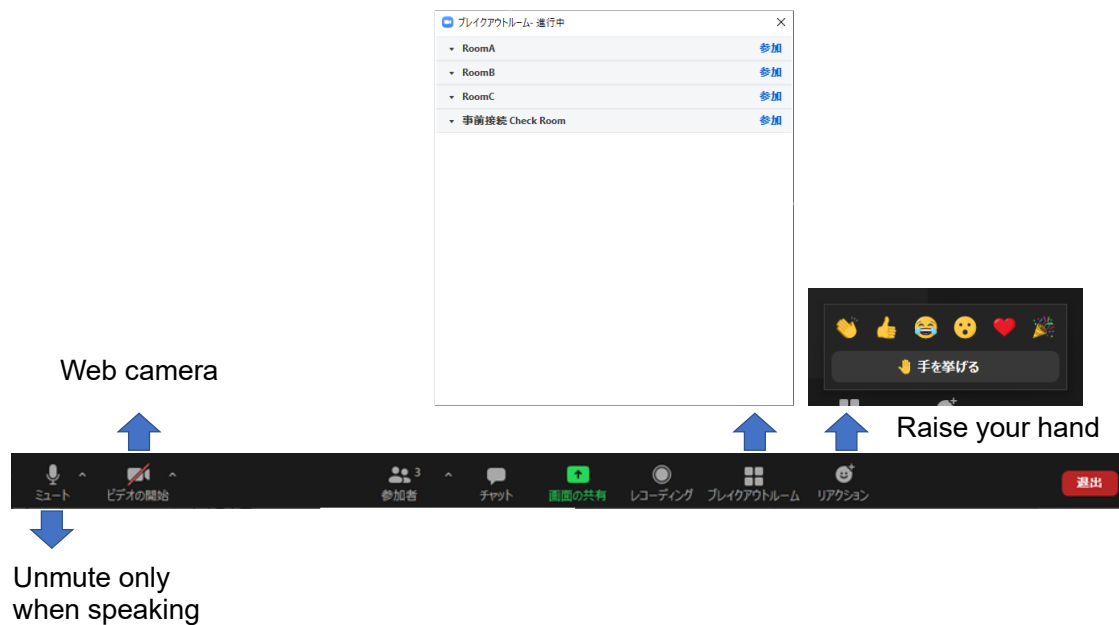 ブレイクアウトルーム- 進行中
RoomA 参加
RoomB 参加
RoomC 参加
事前接続 Check Room 参加
手を挙げる
Web camera
Raise your hand
ミュート ビデオの開始 参加者 3 チャット 画面の共有 レコーディング ブレイクアウトルーム リアクション 退出
Unmute only
when speaking